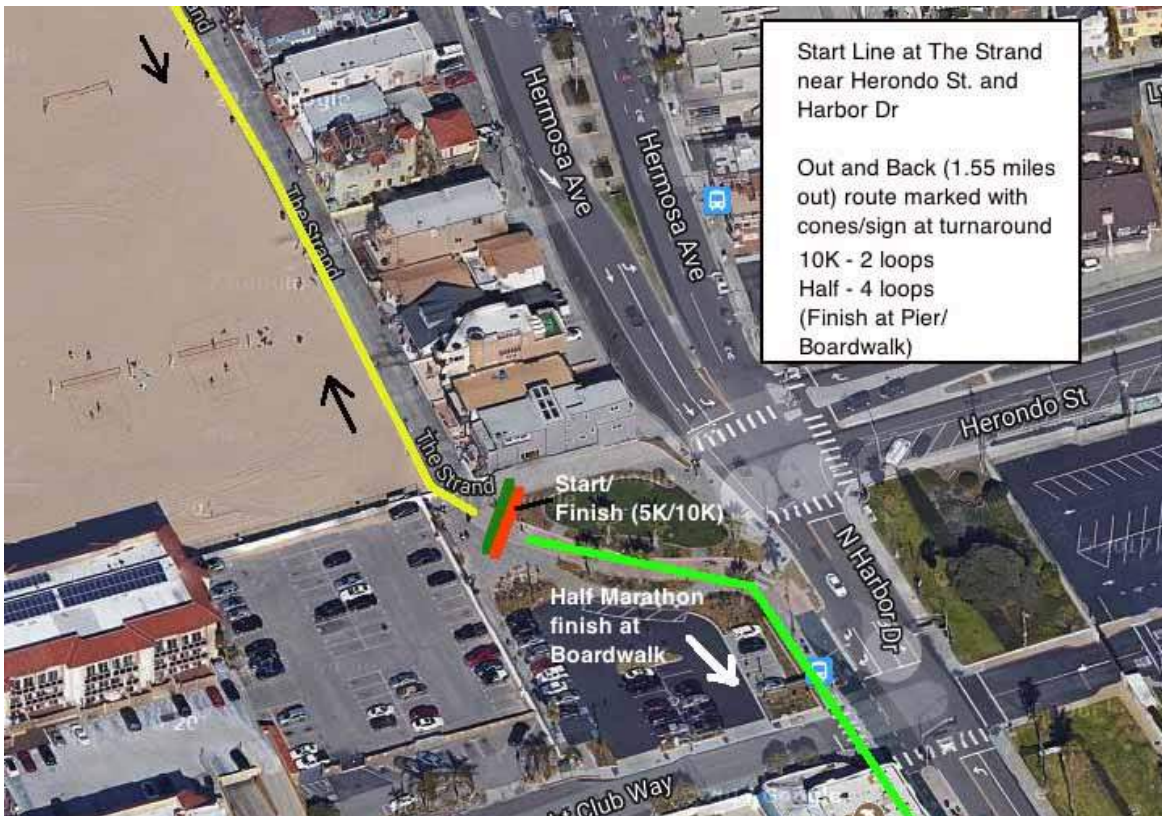 Start Line at The Strand
near Herondo St. and
Harbor Dr
Out and Back (1.55 miles
out) route marked with
cones/sign at turnaround
10K - 2 loops
Half - 4 loops
(Finish at Pier/
Boardwalk)
Hermosa Ave
Hermosa Ave
The Strand
The Strand
Herondo St
Start/
Finish (5K/10K)
N Harbor Dr
Half Marathon
finish at
Boardwalk
Club Way